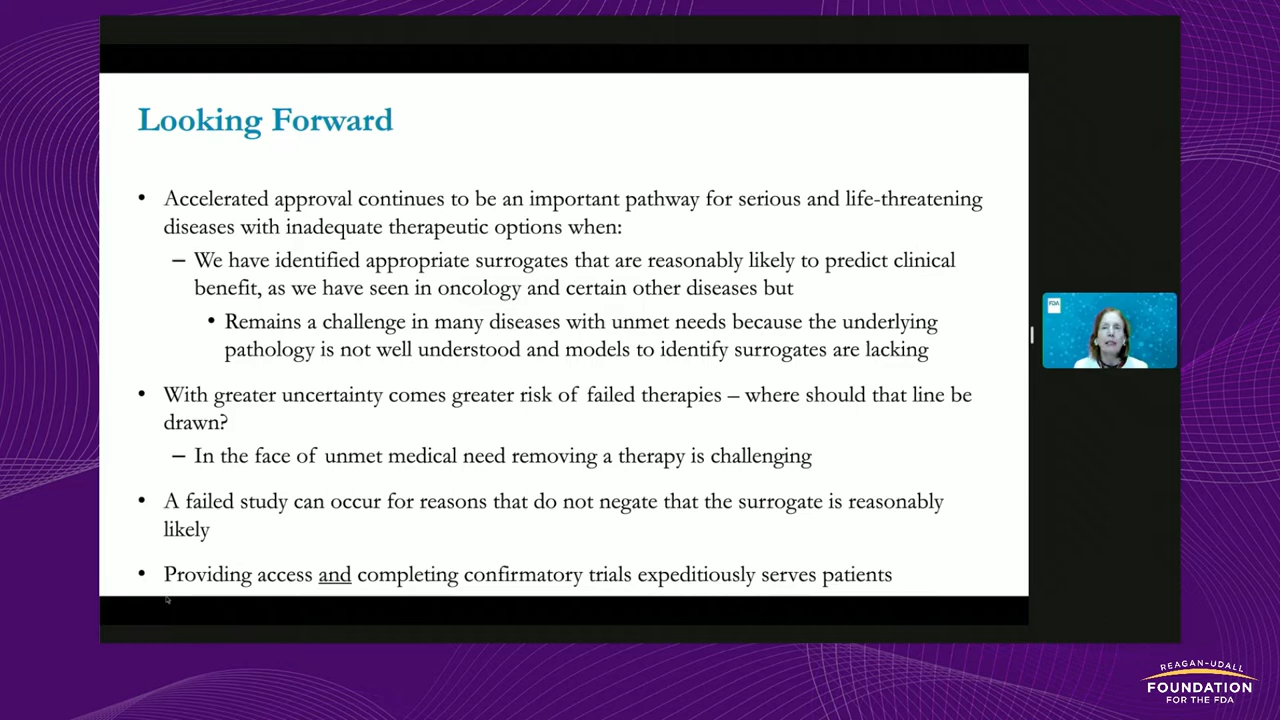 Looking Forward
• Accelerated approval continues to be an important pathway for serious and life-threatening
diseases with inadequate therapeutic options when:
– We have identified appropriate surrogates that are reasonably likely to predict clinical
benefit, as we have seen in oncology and certain other diseases but
• Remains a challenge in many diseases with unmet needs because the underlying
pathology is not well understood and models to identify surrogates are lacking
• With greater uncertainty comes greater risk of failed therapies – where should that line be
drawn?
– In the face of unmet medical need removing a therapy is challenging
• A failed study can occur for reasons that do not negate that the surrogate is reasonably
likely
• Providing access and completing confirmatory trials expeditiously serves patients
FDA
REAGAN-UDALL
FOUNDATION
FOR THE FDA